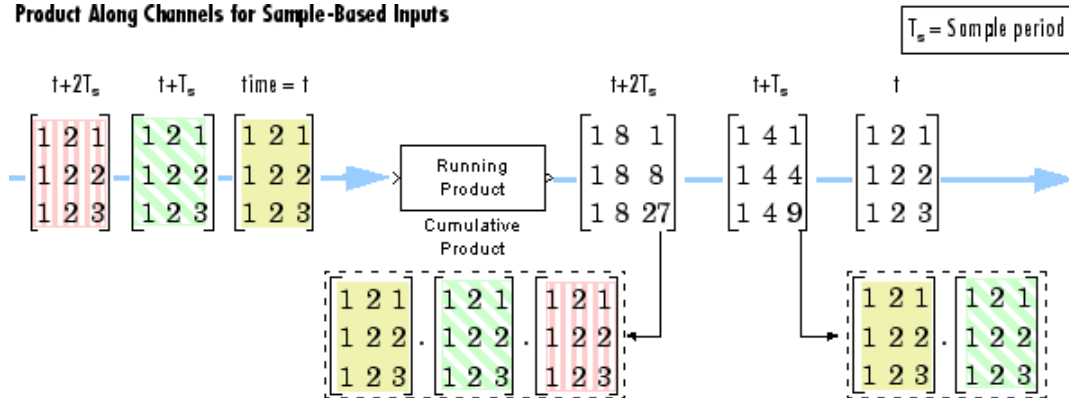 Product Along Channels for Sample-Based Inputs
Tₛ = Sample period
t+2Tₛ t+Tₛ time = t t+2Tₛ t+Tₛ t
1 2 1 1 2 1 1 2 1 1 8 1 1 4 1 1 2 1
1 2 2 1 2 2 1 2 2 Running 1 8 8 1 4 4 1 2 2
Product
1 2 3 1 2 3 1 2 3 1 8 27 1 4 9 1 2 3
Cumulative
Product
1 2 1 1 2 1 1 2 1 1 2 1 1 2 1
1 2 2 . 1 2 2 . 1 2 2 1 2 2 . 1 2 2
1 2 3 1 2 3 1 2 3 1 2 3 1 2 3